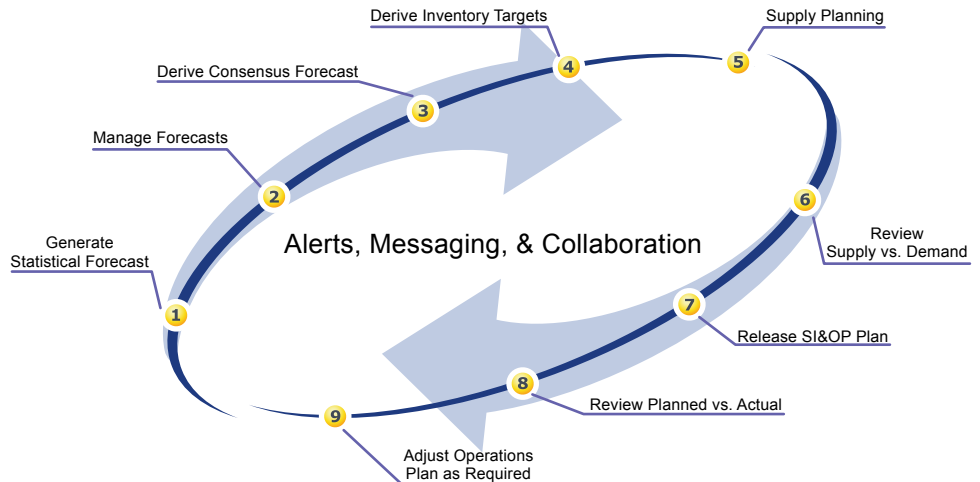 Generate
Statistical Forecast
1
Manage Forecasts
2
Derive Consensus Forecast
3
Derive Inventory Targets
4
Supply Planning
5
6
Review
Supply vs. Demand
7
Release SI&OP Plan
8
Review Planned vs. Actual
9
Adjust Operations
Plan as Required
Alerts, Messaging, & Collaboration